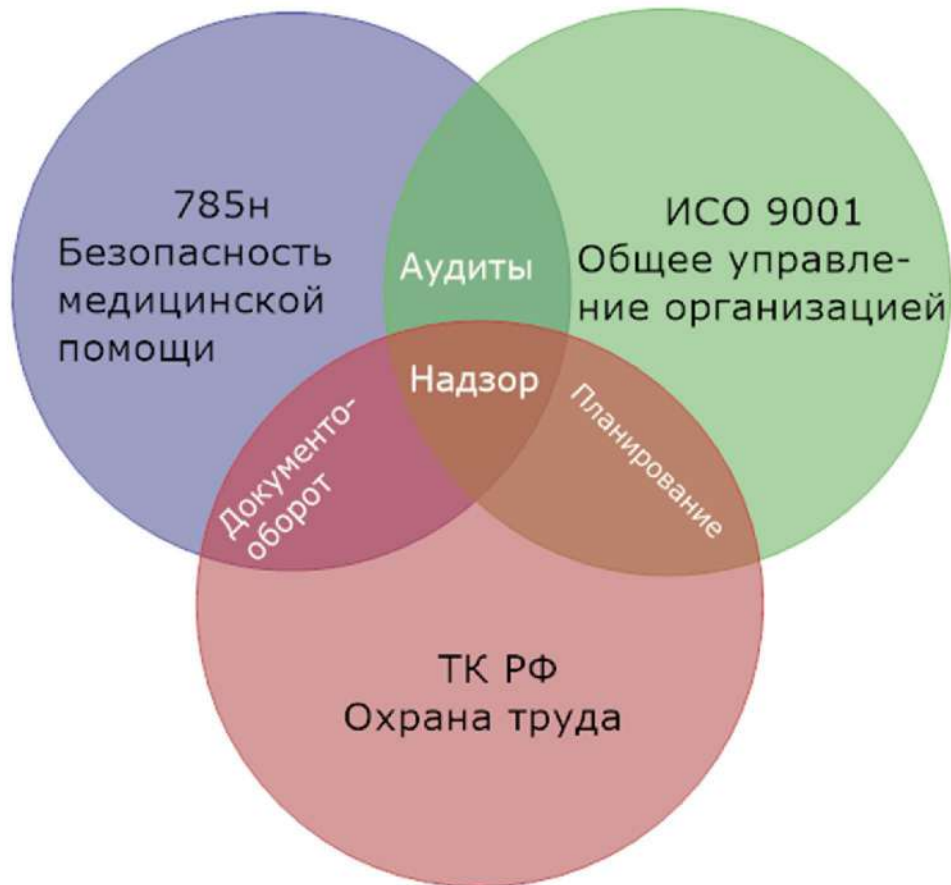 785н
Безопасность
медицинской
помощи
ИСО 9001
Общее управле-
ние организацией
Аудиты
Надзор
Документо-
оборот
Планирование
ТК РФ
Охрана труда